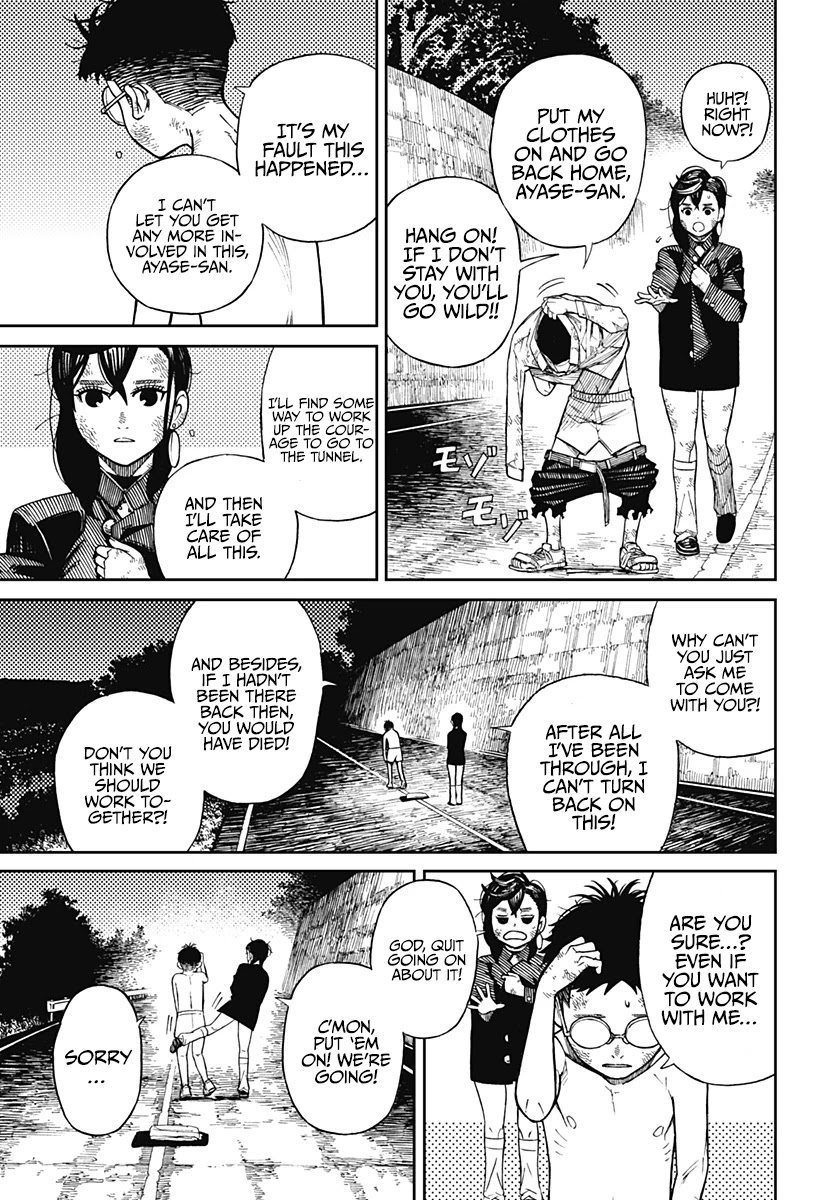 HUH?!
RIGHT
NOW?!
PUT MY
CLOTHES
ON AND GO
BACK HOME,
AYASE-SAN.
HANG ON!
IF I DON'T
STAY WITH
YOU, YOU'LL
GO WILD!!
モゾ
モゾ
IT'S MY
FAULT THIS
HAPPENED...
I CAN'T
LET YOU GET
ANY MORE IN-
VOLVED IN THIS,
AYASE-SAN.
I'LL FIND SOME
WAY TO WORK
UP THE COUR-
AGE TO GO TO
THE TUNNEL.
AND THEN
I'LL TAKE
CARE OF
ALL THIS.
WHY CAN'T
YOU JUST
ASK ME
TO COME
WITH YOU?!
AFTER ALL
I'VE BEEN
THROUGH, I
CAN'T TURN
BACK ON
THIS!
AND BESIDES,
IF I HADN'T
BEEN THERE
BACK THEN,
YOU WOULD
HAVE DIED!
DON'T YOU
THINK WE
SHOULD
WORK TO-
GETHER?!
ARE YOU
SURE...?
EVEN IF
YOU WANT
TO WORK
WITH ME...
GOD, QUIT
GOING ON
ABOUT IT!
C'MON,
PUT 'EM
ON! WE'RE
GOING!
SORRY
...